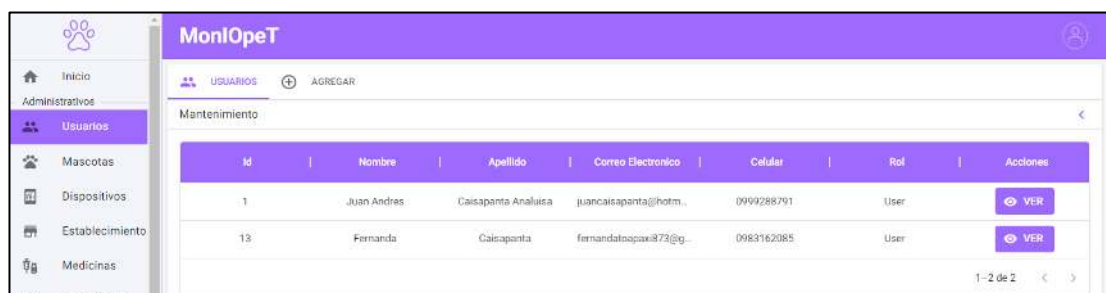 MonIOpeT
Inicio
Administrativos
Usuarios
Mascotas
Dispositivos
Establecimiento
Medicinas
USUARIOS AGREGAR
Mantenimiento
Id Nombre Apellido Correo Electronico Celular Rol Acciones
1 Juan Andres Caisapanta Analuisa juancaisapanta@hotm... 0999288791 User VER
13 Fernanda Caisapanta fernandatoapaxi873@g... 0983162085 User VER
1–2 de 2